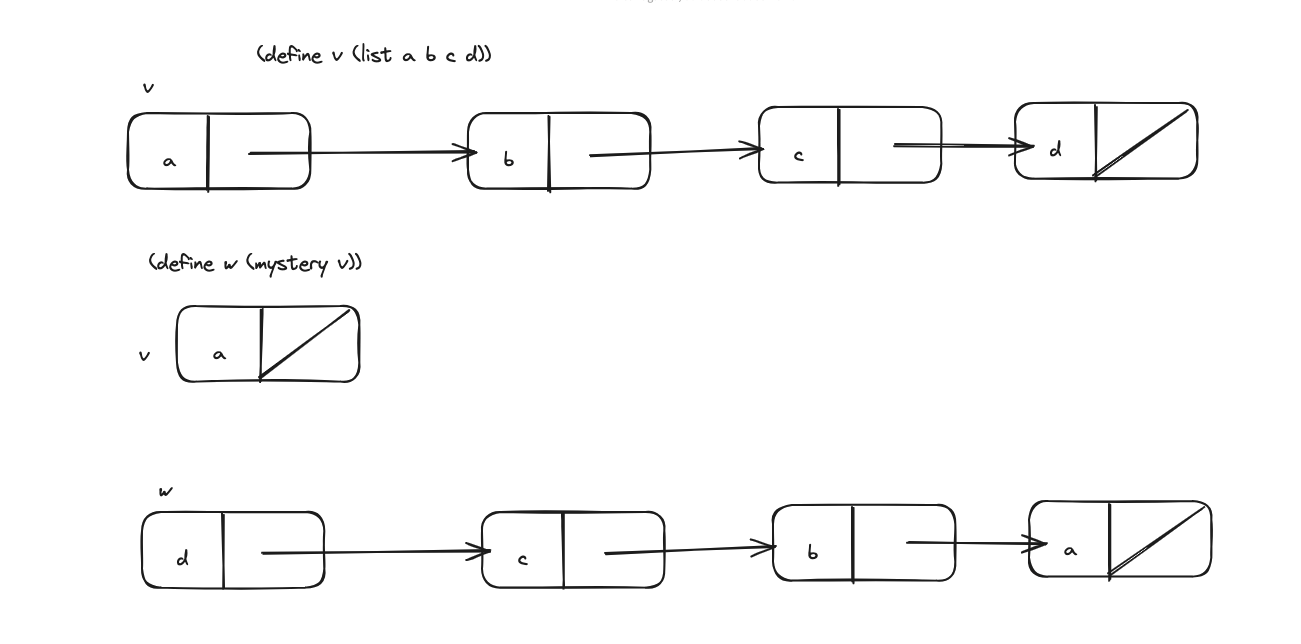 (define v (list a b c d))
v
a b c d
(define w (mystery v))
v a
w
d c b a